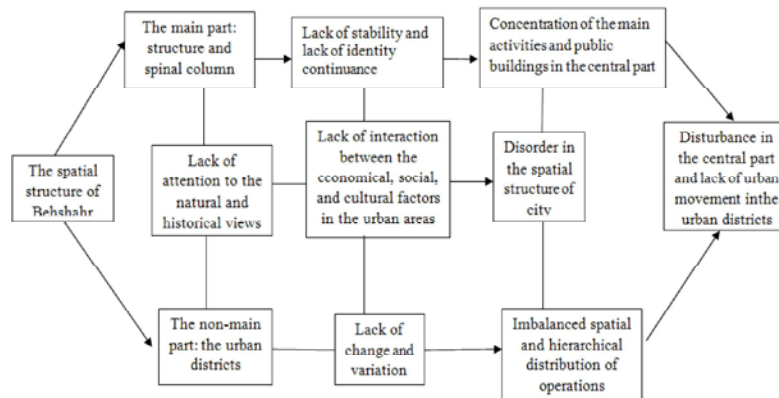 The main part:
structure and
spinal column
Lack of stability and
lack of identity
continuance
Concentration of the main
activities and public
buildings in the central part
The spatial
structure of
Behshahr
Lack of
attention to the
natural and
historical views
Lack of interaction
between the
economical, social,
and cultural factors
in the urban areas
Disorder in
the spatial
structure of
city
Disturbance in
the central part
and lack of urban
movement inthe
urban districts
The non-main
part: the urban
districts
Lack of
change and
variation
Imbalanced spatial
and hierarchical
distribution of
operations